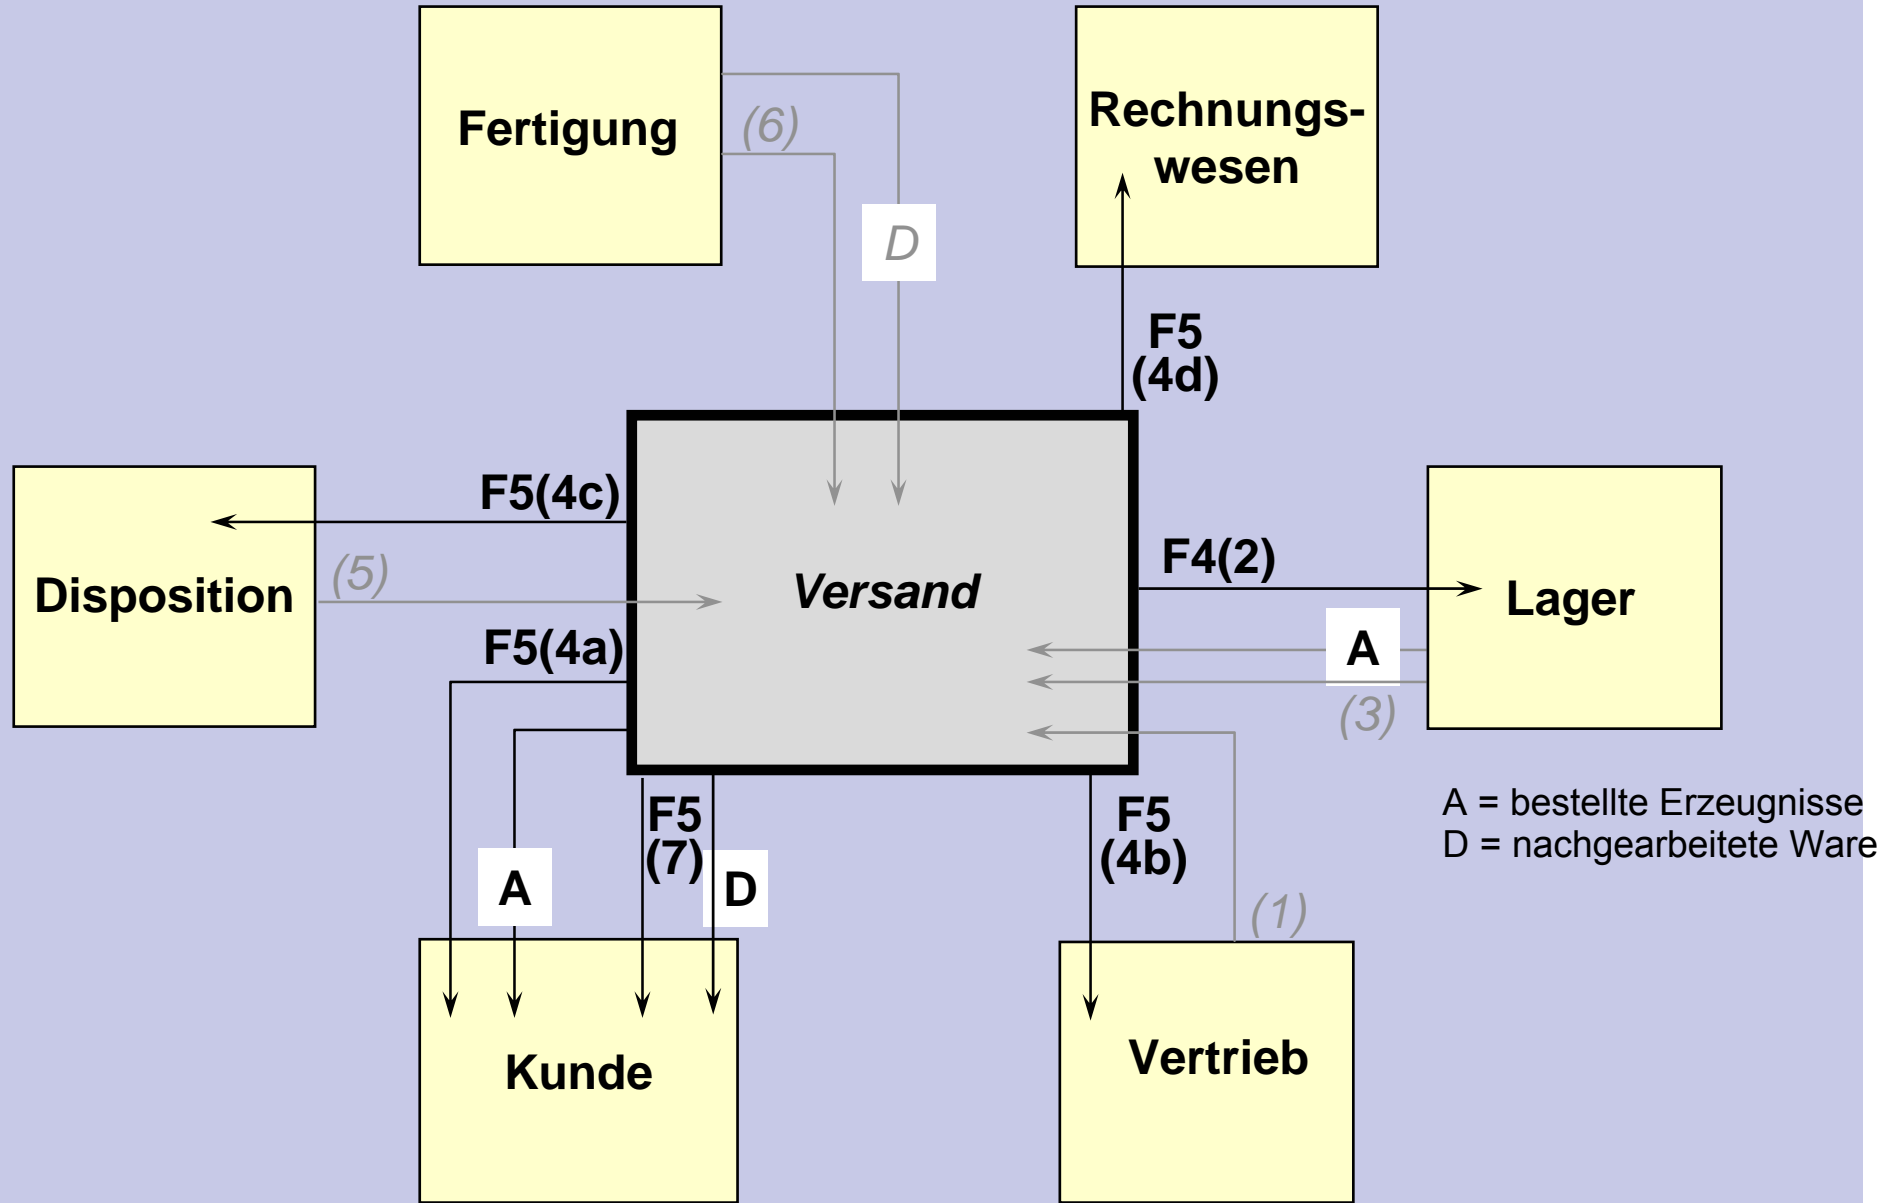 Fertigung
(6)
D
Rechnungs-
wesen
F5
(4d)
F5(4c)
Disposition
(5)
F5(4a)
Versand
F4(2)
Lager
A
(3)
A = bestellte Erzeugnisse
D = nachgearbeitete Ware
F5
(7)
A
D
F5
(4b)
(1)
Kunde
Vertrieb